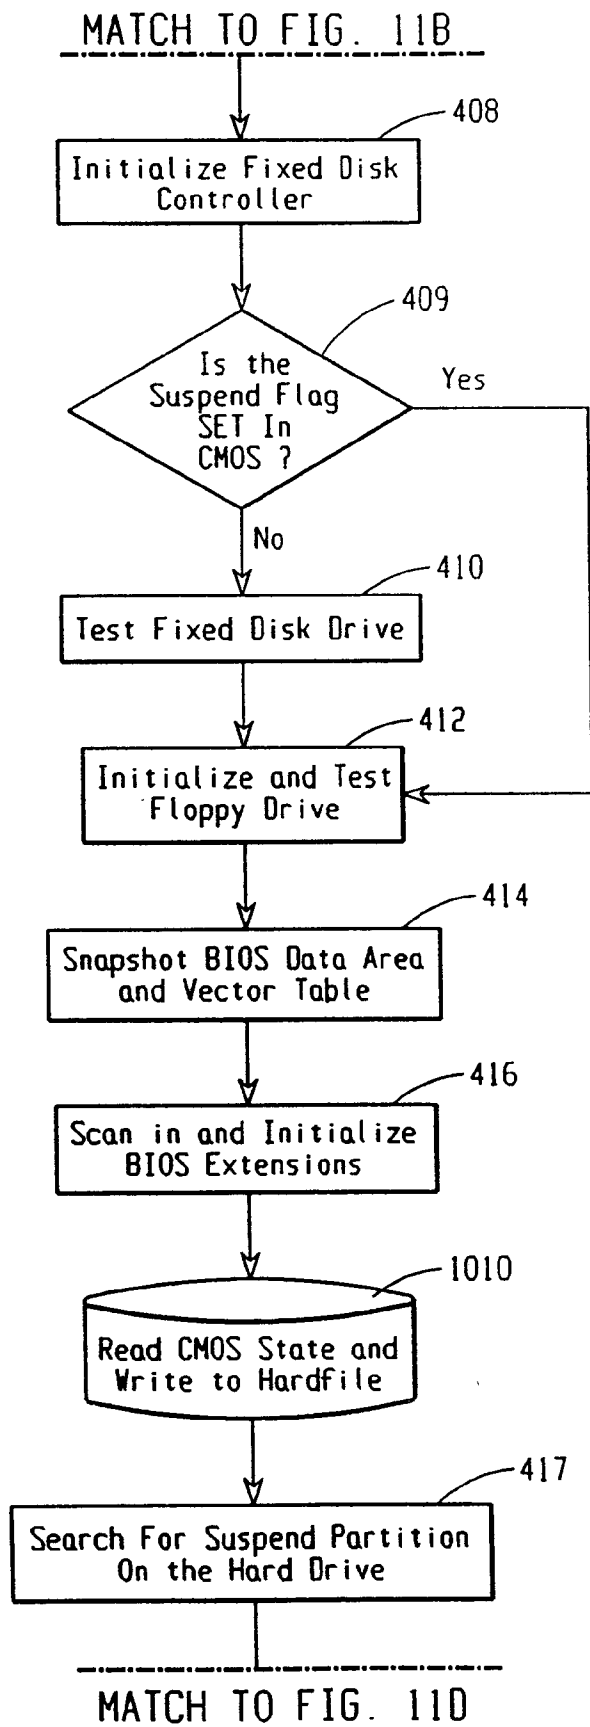 MATCH TO FIG. 11B
408
Initialize Fixed Disk
Controller
409
Is the
Suspend Flag
SET In
CMOS ?
Yes
No
410
Test Fixed Disk Drive
412
Initialize and Test
Floppy Drive
414
Snapshot BIOS Data Area
and Vector Table
416
Scan in and Initialize
BIOS Extensions
1010
Read CMOS State and
Write to Hardfile
417
Search For Suspend Partition
On the Hard Drive
MATCH TO FIG. 11D